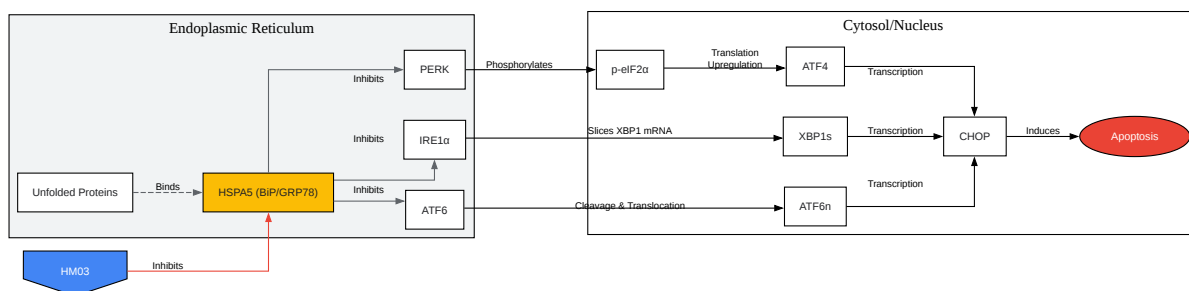 Endoplasmic Reticulum
Cytosol/Nucleus
PERK
Phosphorylates
p-eIF2α
Translation
Upregulation
ATF4
Transcription
Inhibits
IRE1α
Inhibits
Slices XBP1 mRNA
XBP1s
Transcription
CHOP
Induces
Apoptosis
Unfolded Proteins
Binds
HSPA5 (BiP/GRP78)
Inhibits
ATF6
Cleavage & Translocation
ATF6n
Transcription
HM03
Inhibits